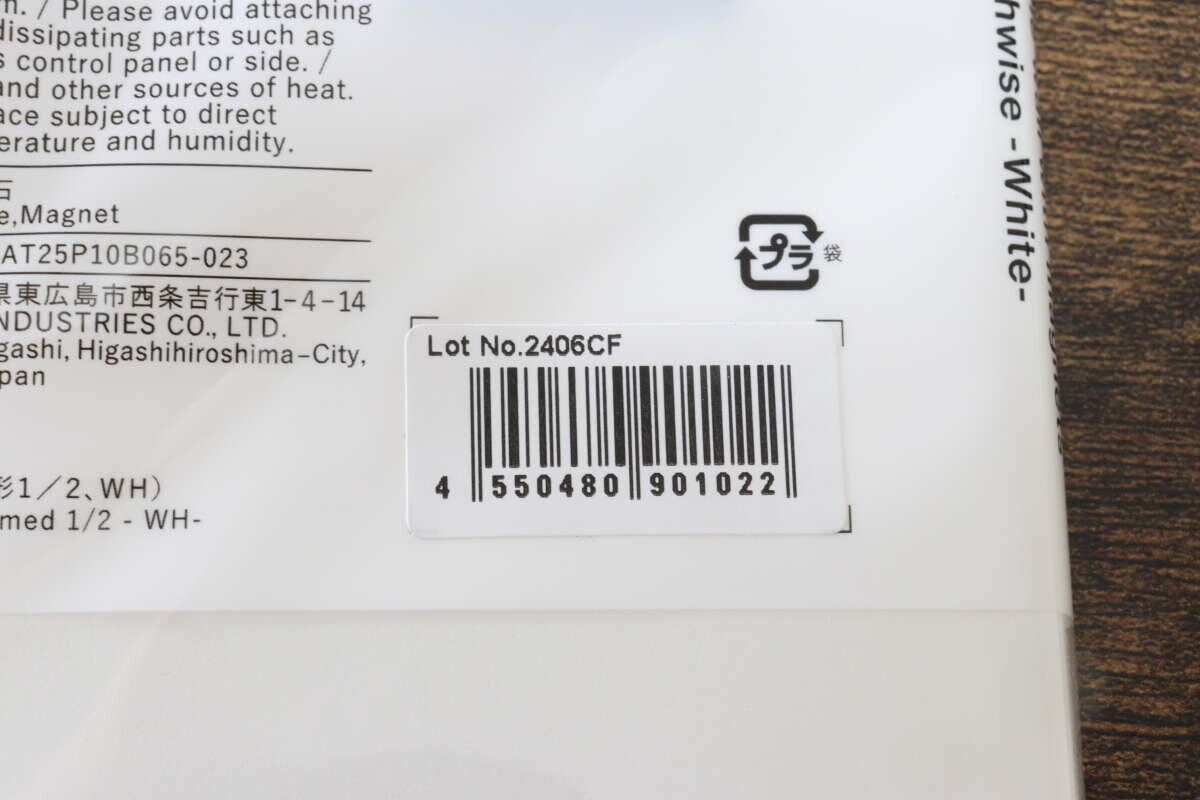 m. / Please avoid attaching
dissipating parts such as
s control panel or side. /
and other sources of heat.
ace subject to direct
erature and humidity.
石
e,Magnet
AT25P10B065-023
県東広島市西条吉行東1-4-14
NDUSTRIES CO., LTD.
gashi, Higashihiroshima-City,
pan
形1／2、WH）
med 1/2 - WH-
プラ 袋
Lot No.2406CF
4 550480 901022
hwise -White-